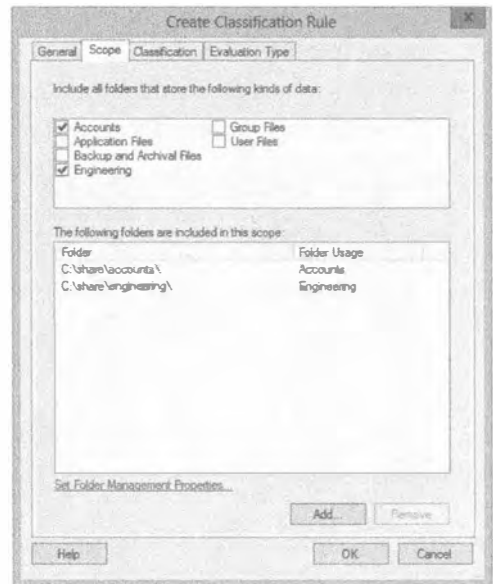 Create Classification Rule
General Scope Classification Evaluation Type
Include all folders that store the following kinds of data:
Accounts Group Files
Application Files User Files
Backup and Archival Files
Engineering
The following folders are included in this scope:
Folder Folder Usage
C:\share\accounts\ Accounts
C:\share\engineering\ Engineering
Set Folder Management Properties...
Add... Remove
Help OK Cancel